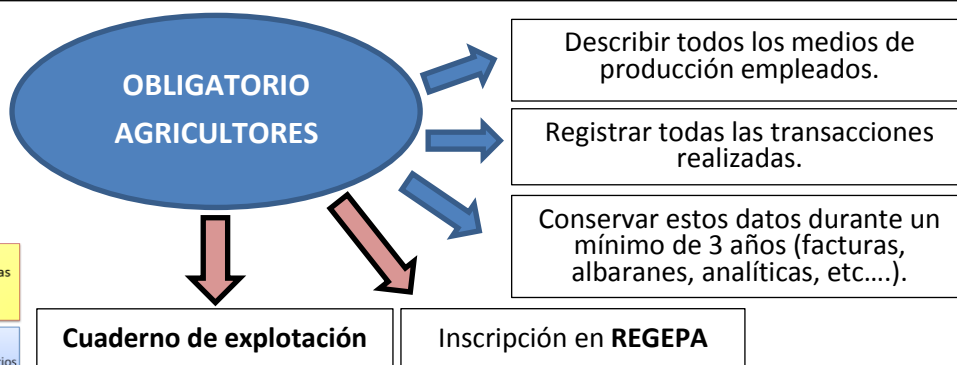 OBLIGATORIO
AGRICULTORES
Describir todos los medios de
producción empleados.
Registrar todas las transacciones
realizadas.
Conservar estos datos durante un
mínimo de 3 años (facturas,
albaranes, analíticas, etc....).
Cuaderno de explotación
Inscripción en REGEPA